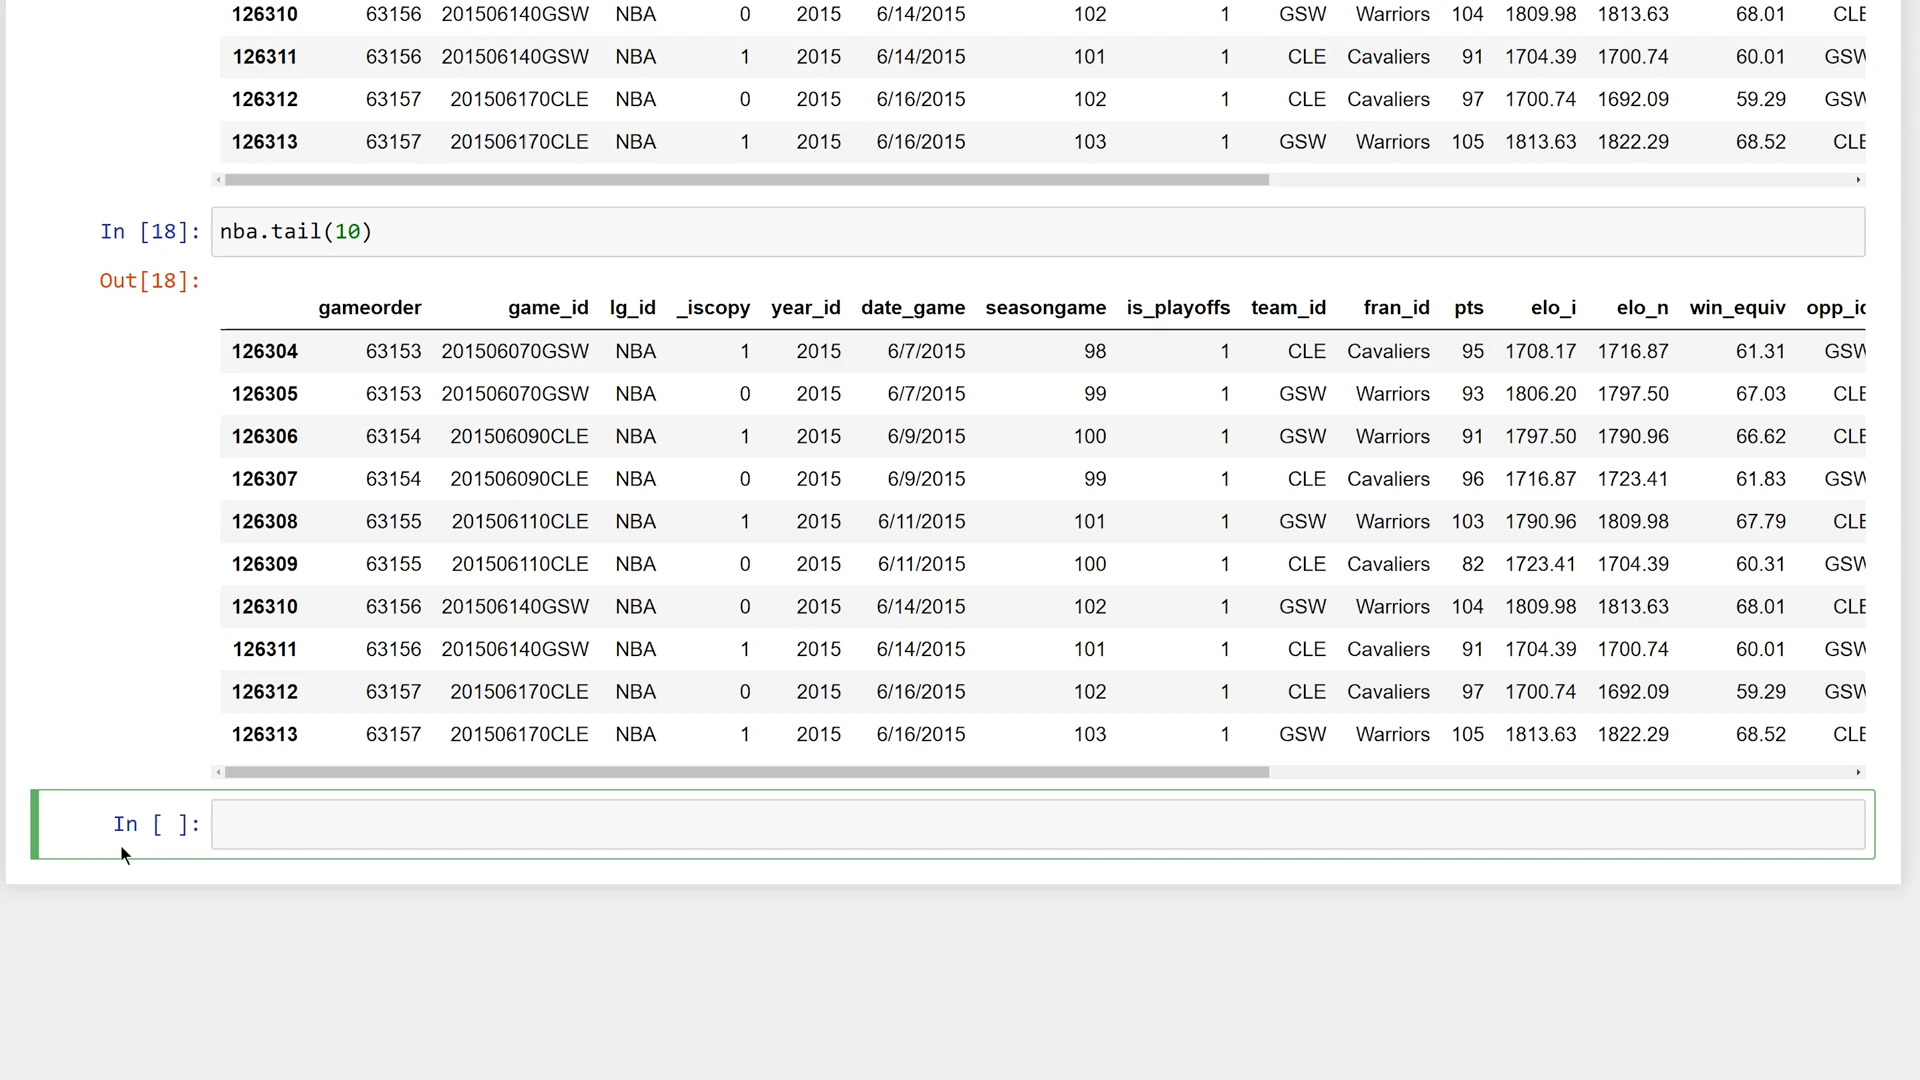 126310 63156 201506140GSW NBA 0 2015 6/14/2015 102 1 GSW Warriors 104 1809.98 1813.63 68.01 CLE
126311 63156 201506140GSW NBA 1 2015 6/14/2015 101 1 CLE Cavaliers 91 1704.39 1700.74 60.01 GSW
126312 63157 201506170CLE NBA 0 2015 6/16/2015 102 1 CLE Cavaliers 97 1700.74 1692.09 59.29 GSW
126313 63157 201506170CLE NBA 1 2015 6/16/2015 103 1 GSW Warriors 105 1813.63 1822.29 68.52 CLE
In [18]: nba.tail(10)
Out[18]:
gameorder game_id lg_id _iscopy year_id date_game seasongame is_playoffs team_id fran_id pts elo_i elo_n win_equiv opp_id
126304 63153 201506070GSW NBA 1 2015 6/7/2015 98 1 CLE Cavaliers 95 1708.17 1716.87 61.31 GSW
126305 63153 201506070GSW NBA 0 2015 6/7/2015 99 1 GSW Warriors 93 1806.20 1797.50 67.03 CLE
126306 63154 201506090CLE NBA 1 2015 6/9/2015 100 1 GSW Warriors 91 1797.50 1790.96 66.62 CLE
126307 63154 201506090CLE NBA 0 2015 6/9/2015 99 1 CLE Cavaliers 96 1716.87 1723.41 61.83 GSW
126308 63155 201506110CLE NBA 1 2015 6/11/2015 101 1 GSW Warriors 103 1790.96 1809.98 67.79 CLE
126309 63155 201506110CLE NBA 0 2015 6/11/2015 100 1 CLE Cavaliers 82 1723.41 1704.39 60.31 GSW
126310 63156 201506140GSW NBA 0 2015 6/14/2015 102 1 GSW Warriors 104 1809.98 1813.63 68.01 CLE
126311 63156 201506140GSW NBA 1 2015 6/14/2015 101 1 CLE Cavaliers 91 1704.39 1700.74 60.01 GSW
126312 63157 201506170CLE NBA 0 2015 6/16/2015 102 1 CLE Cavaliers 97 1700.74 1692.09 59.29 GSW
126313 63157 201506170CLE NBA 1 2015 6/16/2015 103 1 GSW Warriors 105 1813.63 1822.29 68.52 CLE
In [ ]: